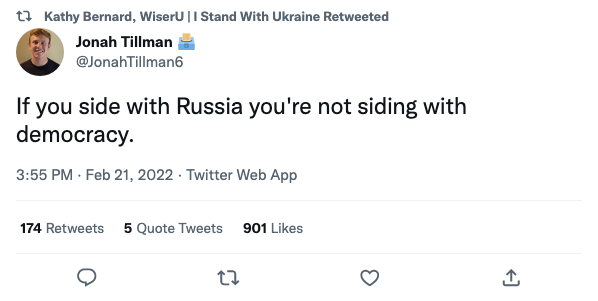 Kathy Bernard, WiserU | I Stand With Ukraine Retweeted
Jonah Tillman 🗳️
@JonahTillman6
If you side with Russia you're not siding with
democracy.
3:55 PM · Feb 21, 2022 · Twitter Web App
174 Retweets 5 Quote Tweets 901 Likes